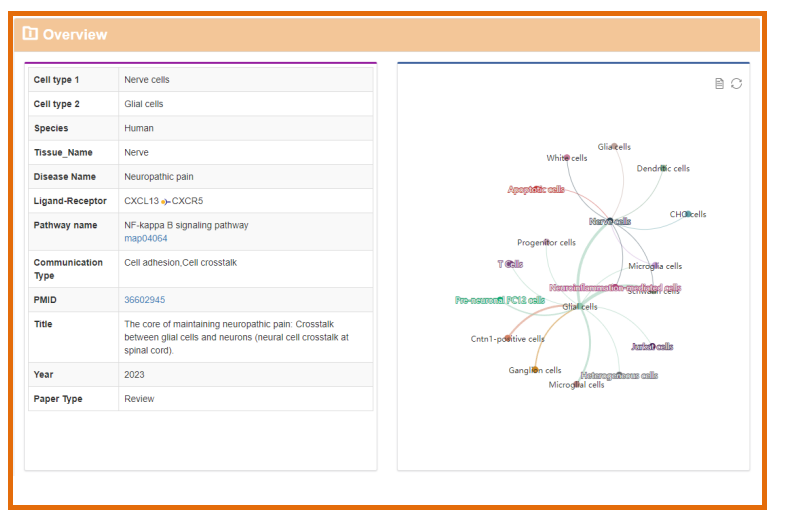 Overview
Cell type 1 Nerve cells
Cell type 2 Glial cells
Species Human
Tissue_Name Nerve
Disease Name Neuropathic pain
Ligand-Receptor CXCL13 CXCR5
Pathway name NF-kappa B signaling pathway
map04064
Communication Type Cell adhesion,Cell crosstalk
PMID 36602945
Title The core of maintaining neuropathic pain: Crosstalk
between glial cells and neurons (neural cell crosstalk at
spinal cord).
Year 2023
Paper Type Review
Glial cells
White cells
Dendritic cells
Apoptotic cells
CHO cells
Nerve cells
Progenitor cells
T Cells
Microglia cells
Neuroinflammation-mediated cells
Schwann cells
Pre-neuronal PC12 cells
Glial cells
Cntn1-positive cells
Ganglion cells
Heterogeneous cells
Microglial cells